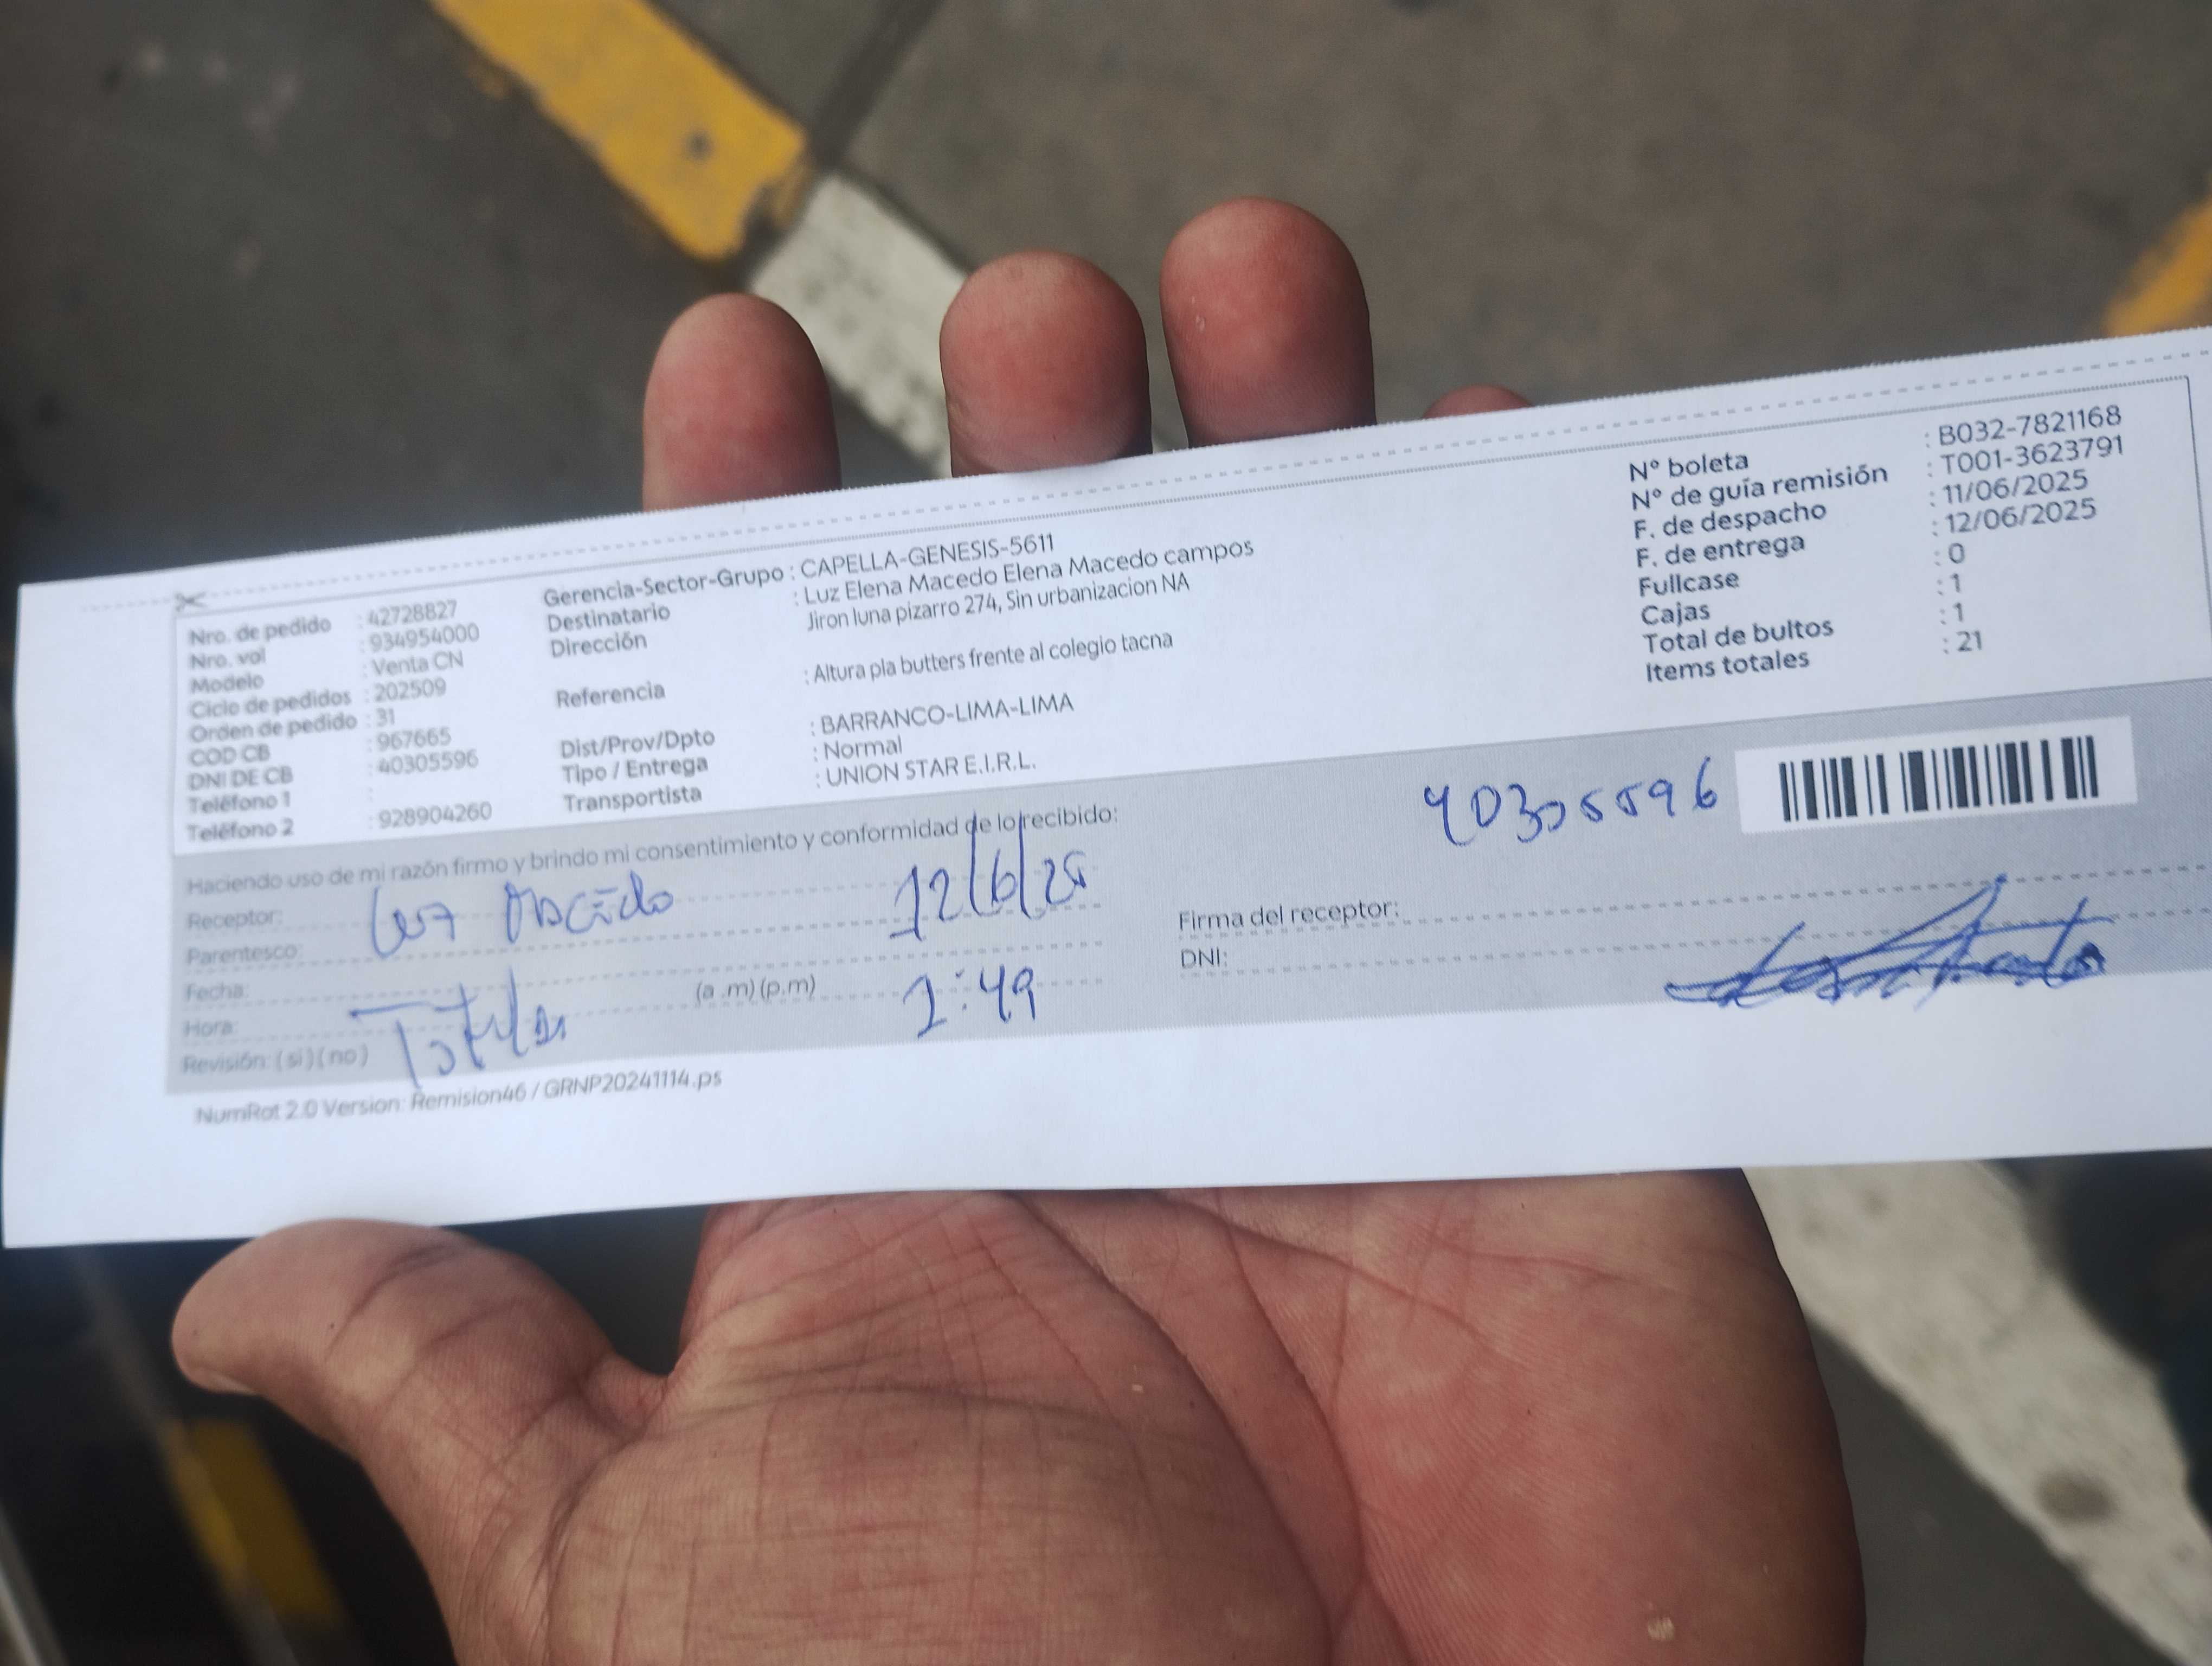 Nro. de pedido : 42728827
Nro. vol : 934954000
Modelo : Venta CN
Ciclo de pedidos : 202509
Orden de pedido : 31
COD CB : 967665
DNI DE CB : 40305596
Teléfono 1 :
Teléfono 2 : 928904260
Gerencia-Sector-Grupo : CAPELLA-GENESIS-5611
Destinatario : Luz Elena Macedo Elena Macedo campos
Dirección Jiron luna pizarro 274, Sin urbanizacion NA
Referencia : Altura pla butters frente al colegio tacna
Dist/Prov/Dpto : BARRANCO-LIMA-LIMA
Tipo / Entrega : Normal
Transportista : UNION STAR E.I.R.L.
N° boleta : B032-7821168
N° de guía remisión : T001-3623791
F. de despacho : 11/06/2025
F. de entrega : 12/06/2025
Fullcase : 0
Cajas : 1
Total de bultos : 1
Items totales : 21
Haciendo uso de mi razón firmo y brindo mi consentimiento y conformidad de lo recibido:
Receptor: Luz Macedo
Parentesco:
Fecha: 12/6/25
Hora: (a .m) (p.m) 1:49
Revisión: ( si ) ( no )
40305596
Firma del receptor:
DNI:
NumRot 2.0 Version: Remision46 / GRNP20241114.ps